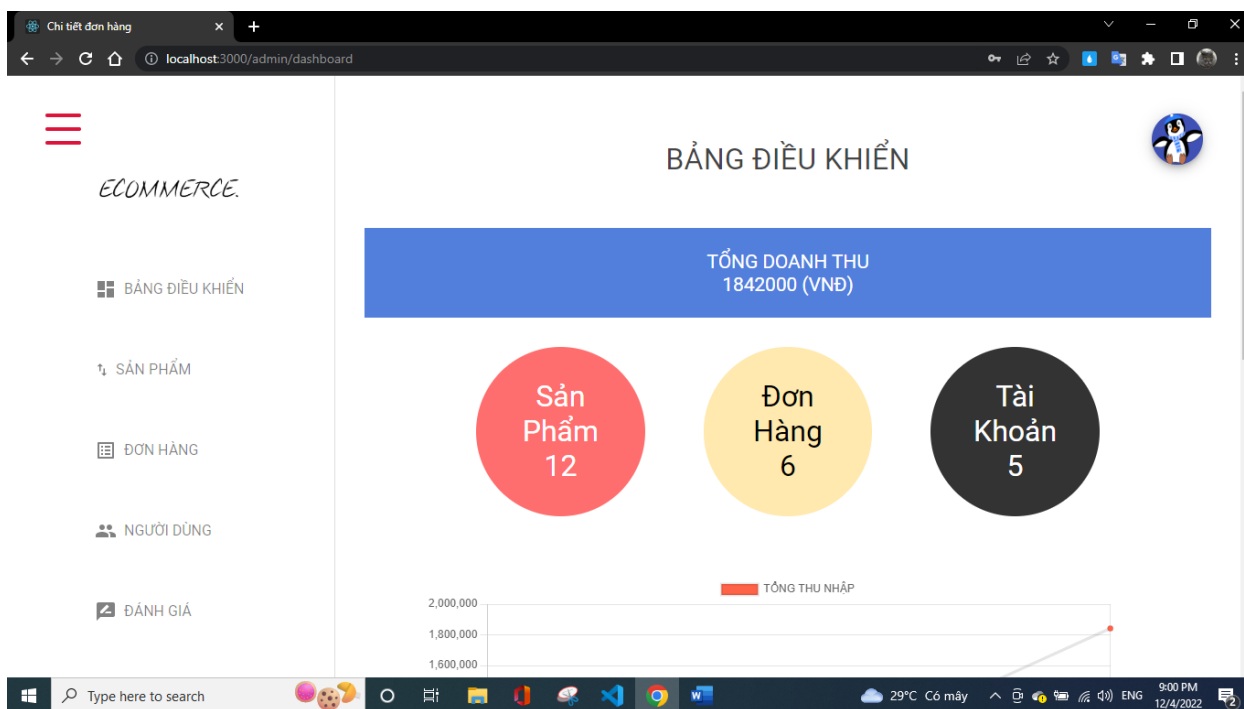 Chi tiết đơn hàng
localhost:3000/admin/dashboard
ECOMMERCE.
BẢNG ĐIỀU KHIỂN
SẢN PHẨM
ĐƠN HÀNG
NGƯỜI DÙNG
ĐÁNH GIÁ
BẢNG ĐIỀU KHIỂN
TỔNG DOANH THU
1842000 (VNĐ)
Sản
Phẩm
12
Đơn
Hàng
6
Tài
Khoản
5
TỔNG THU NHẬP
2,000,000
1,800,000
1,600,000
Type here to search
29°C Có mây
ENG
9:00 PM
12/4/2022
2